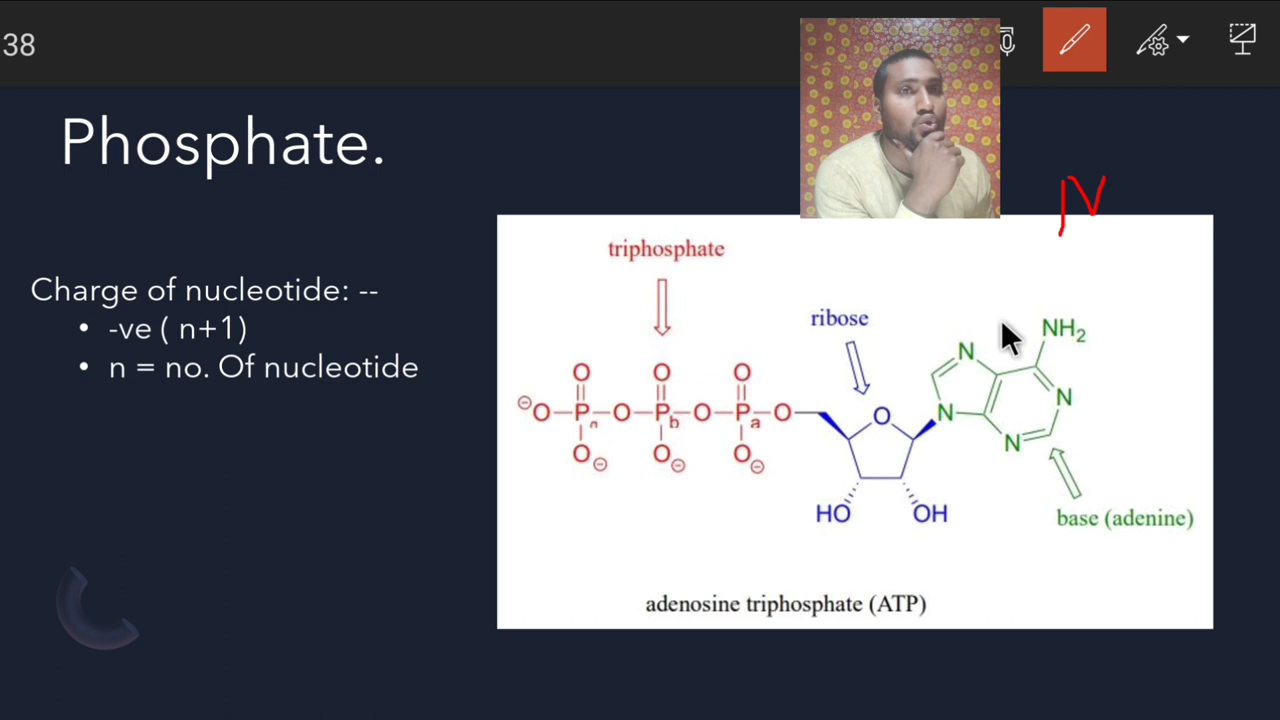 38
Phosphate.
Charge of nucleotide: --
• -ve ( n+1)
• n = no. Of nucleotide
triphosphate
ribose
NH₂
N
N
O O O
⊖O–P–O–P–O–P–O
b a
O N
N
O⊖ O⊖ O⊖
HO OH
base (adenine)
adenosine triphosphate (ATP)